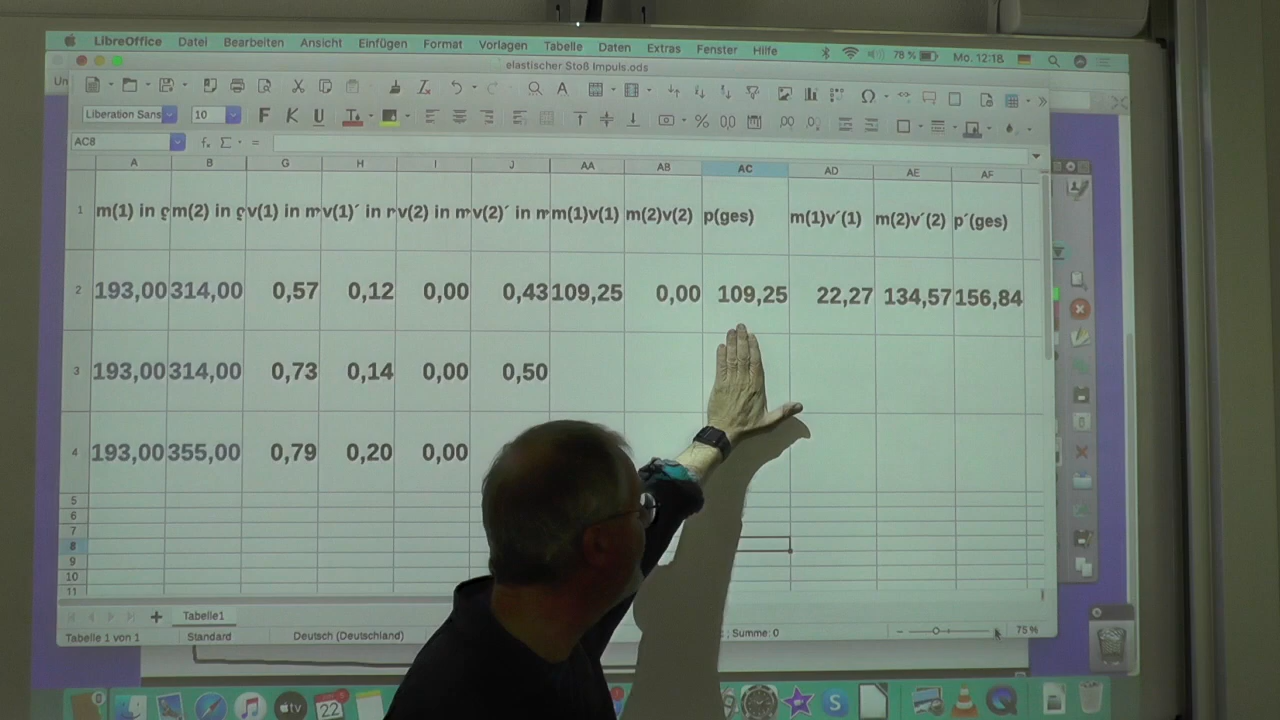 LibreOffice Datei Bearbeiten Ansicht Einfügen Format Vorlagen Tabelle Daten Extras Fenster Hilfe 78 % Mo. 12:18
elastischer Stoß Impuls.ods
Liberation Sans 10 F K U
AC8
A B G H I J AA AB AC AD AE AF
1 m(1) in m(2) in v(1) in v(1)´ in v(2) in v(2)´ in m(1)v(1) m(2)v(2) p(ges) m(1)v´(1) m(2)v´(2) p´(ges)
2 193,00 314,00 0,57 0,12 0,00 0,43 109,25 0,00 109,25 22,27 134,57 156,84
3 193,00 314,00 0,73 0,14 0,00 0,50
4 193,00 355,00 0,79 0,20 0,00
5
6
7
8
9
10
11
Tabelle1
Tabelle 1 von 1 Standard Deutsch (Deutschland) ; Summe: 0 75 %
tv 22